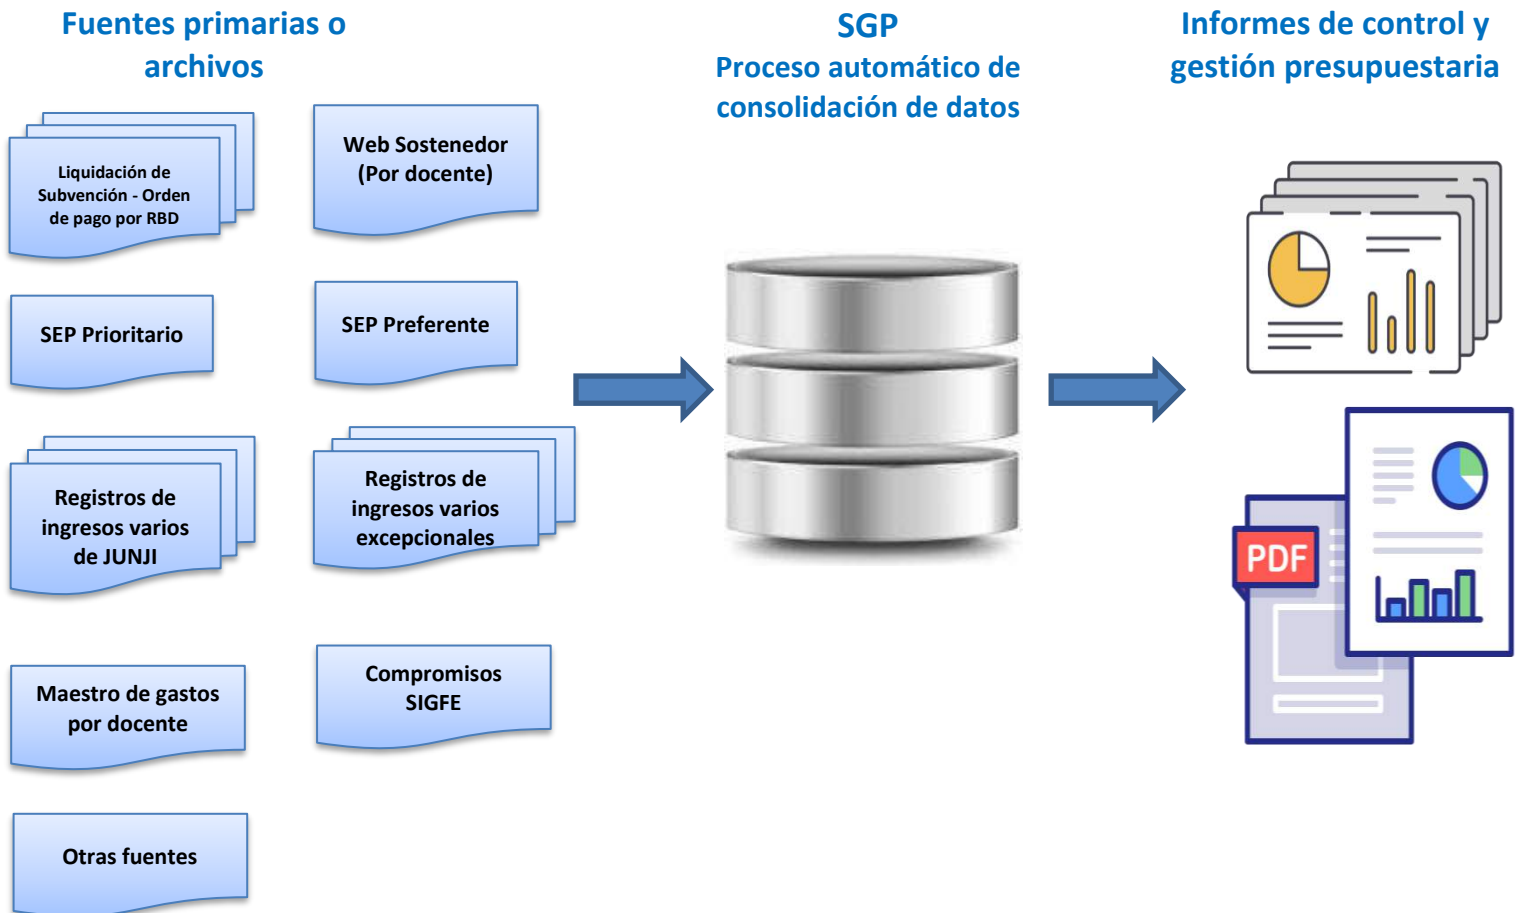 Fuentes primarias o
archivos
SGP
Proceso automático de
consolidación de datos
Informes de control y
gestión presupuestaria
Liquidación de
Subvención - Orden
de pago por RBD
Web Sostenedor
(Por docente)
SEP Prioritario
SEP Preferente
Registros de
ingresos varios
de JUNJI
Registros de
ingresos varios
excepcionales
Maestro de gastos
por docente
Compromisos
SIGFE
Otras fuentes
PDF